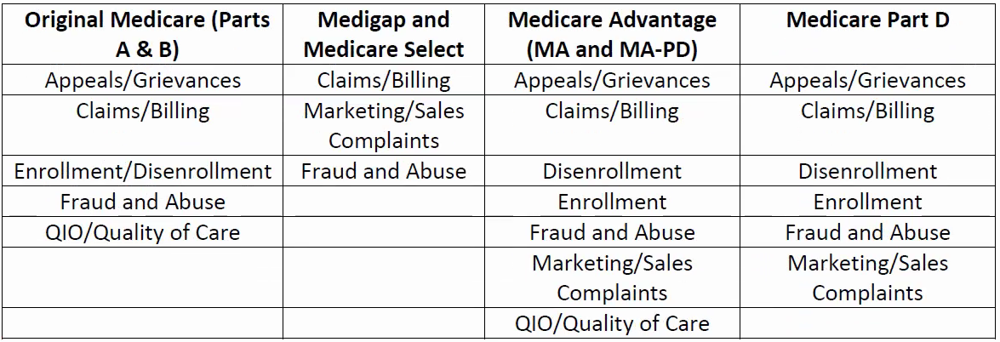 Original Medicare (Parts A & B)
Medigap and Medicare Select
Medicare Advantage (MA and MA-PD)
Medicare Part D
Appeals/Grievances
Claims/Billing
Appeals/Grievances
Appeals/Grievances
Claims/Billing
Marketing/Sales Complaints
Claims/Billing
Claims/Billing
Enrollment/Disenrollment
Fraud and Abuse
Disenrollment
Disenrollment
Fraud and Abuse
Enrollment
Enrollment
QIO/Quality of Care
Fraud and Abuse
Fraud and Abuse
Marketing/Sales Complaints
Marketing/Sales Complaints
QIO/Quality of Care